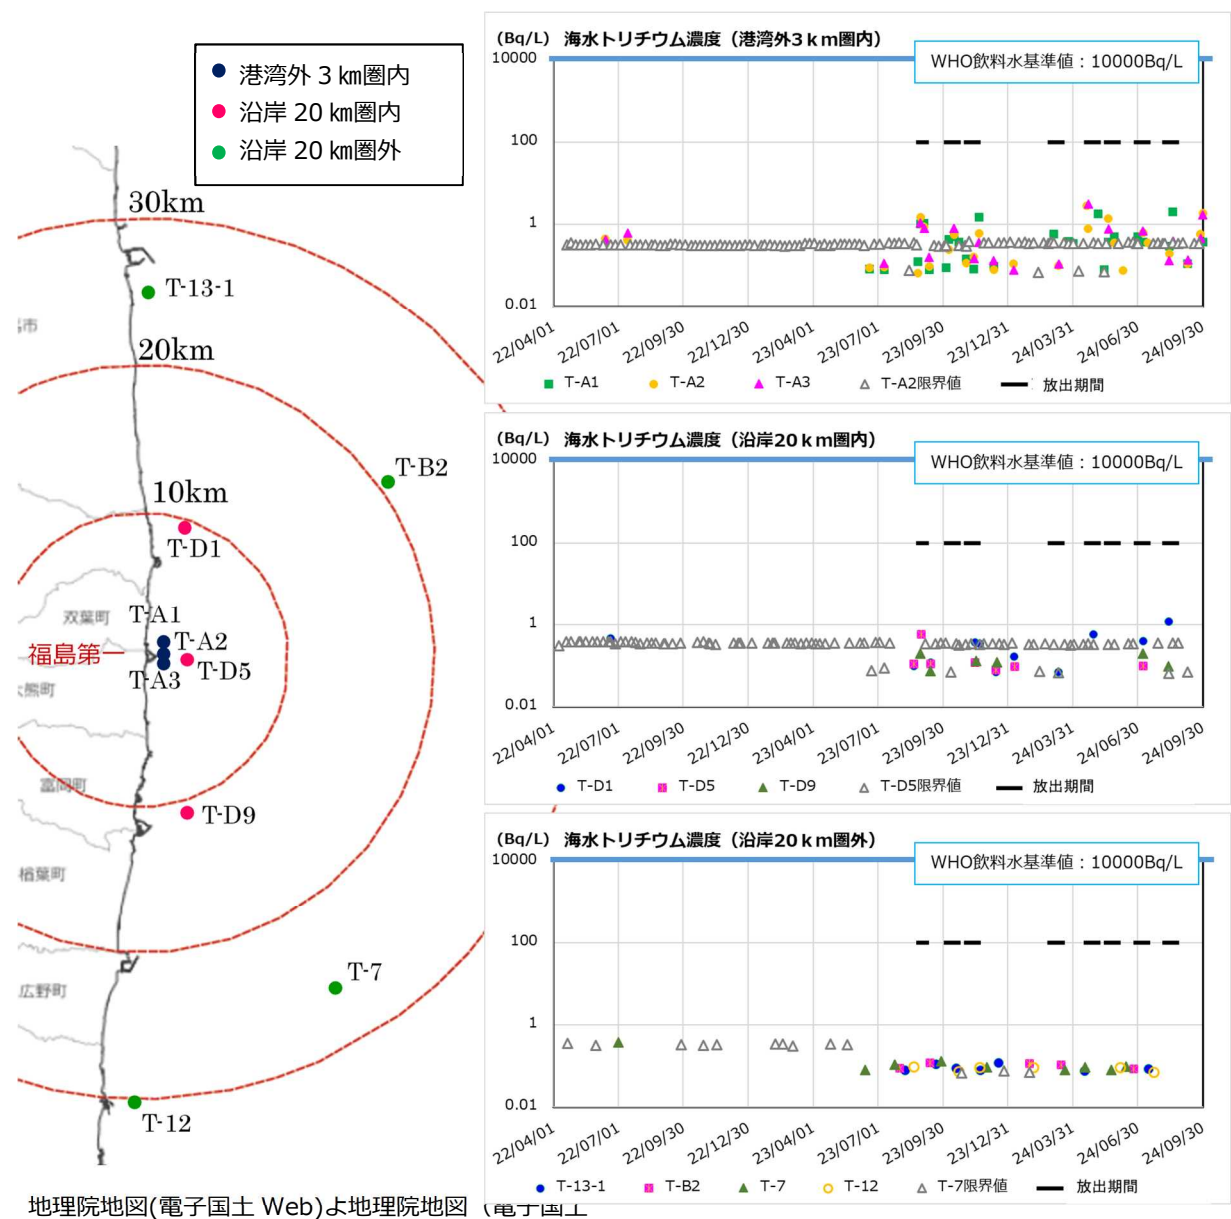 港湾外 3 ㎞圏内
沿岸 20 ㎞圏内
沿岸 20 ㎞圏外
30km
T-13-1
20km
T-B2
10km
T-D1
双葉町
T-A1
T-A2
福島第一
T-D5
T-A3
大熊町
富岡町
T-D9
楢葉町
T-7
広野町
T-12
地理院地図(電子国土 Web)よ地理院地図 （電子国土
(Bq/L) 海水トリチウム濃度（港湾外3ｋｍ圏内）
WHO飲料水基準値：10000Bq/L
10000
100
1
0.01
22/04/01 22/07/01 22/09/30 22/12/30 23/04/01 23/07/01 23/09/30 23/12/31 24/03/31 24/06/30 24/09/30
T-A1 T-A2 T-A3 T-A2限界値 放出期間
(Bq/L) 海水トリチウム濃度（沿岸20ｋｍ圏内）
WHO飲料水基準値：10000Bq/L
10000
100
1
0.01
22/04/01 22/07/01 22/09/30 22/12/30 23/04/01 23/07/01 23/09/30 23/12/31 24/03/31 24/06/30 24/09/30
T-D1 T-D5 T-D9 T-D5限界値 放出期間
(Bq/L) 海水トリチウム濃度（沿岸20ｋｍ圏外）
WHO飲料水基準値：10000Bq/L
10000
100
1
0.01
22/04/01 22/07/01 22/09/30 22/12/30 23/04/01 23/07/01 23/09/30 23/12/31 24/03/31 24/06/30 24/09/30
T-13-1 T-B2 T-7 T-12 T-7限界値 放出期間